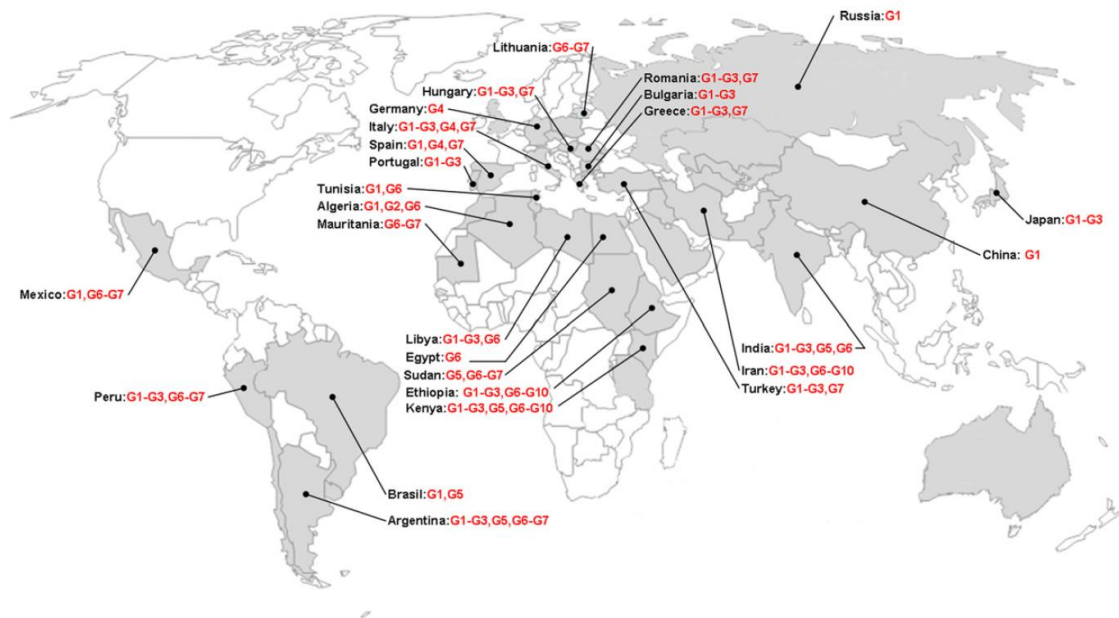 Russia:G1
Lithuania:G6-G7
Romania:G1-G3,G7
Hungary:G1-G3,G7
Bulgaria:G1-G3
Germany:G4
Greece:G1-G3,G7
Italy:G1-G3,G4,G7
Spain:G1,G4,G7
Portugal:G1-G3
Tunisia:G1,G6
Algeria:G1,G2,G6
Mauritania:G6-G7
Japan:G1-G3
China: G1
Mexico:G1,G6-G7
Libya:G1-G3,G6
Egypt:G6
Sudan:G5,G6-G7
Ethiopia: G1-G3,G6-G10
Kenya:G1-G3,G5,G6-G10
India:G1-G3,G5,G6
Iran:G1-G3,G6-G10
Turkey:G1-G3,G7
Peru:G1-G3,G6-G7
Brasil:G1,G5
Argentina:G1-G3,G5,G6-G7